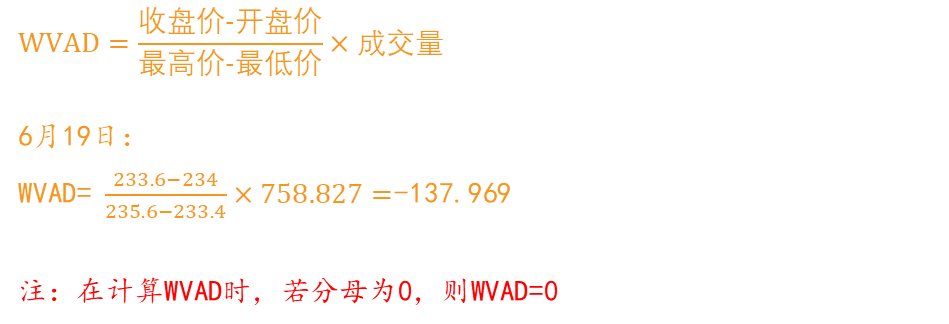 WVAD = 收盘价-开盘价 / 最高价-最低价 × 成交量
6月19日：
WVAD= 233.6−234 / 235.6−233.4 × 758.827 =-137.969
注：在计算WVAD时，若分母为0，则WVAD=0